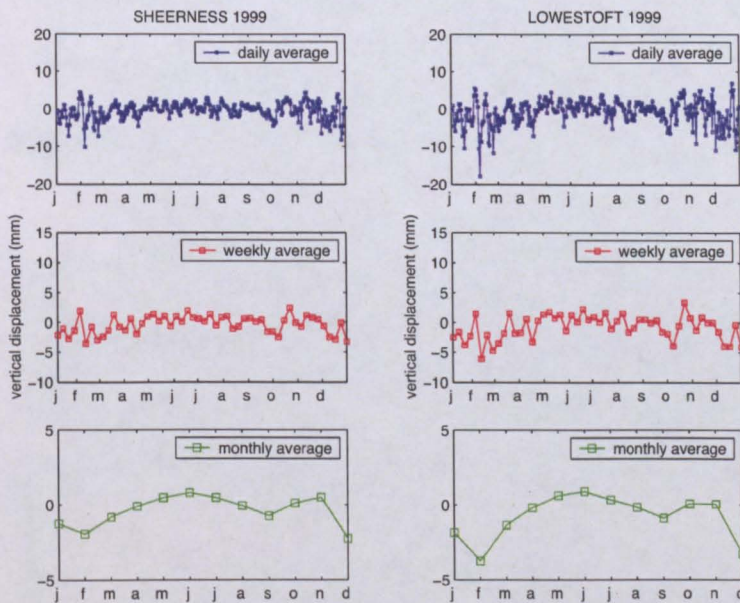 SHEERNESS 1999
20
10
0
−10
−20
daily average
j f m a m j j a s o n d
LOWESTOFT 1999
20
10
0
−10
−20
daily average
j f m a m j j a s o n d
vertical displacement (mm)
15
10
5
0
−5
−10
weekly average
j f m a m j j a s o n d
vertical displacement (mm)
15
10
5
0
−5
−10
weekly average
j f m a m j j a s o n d
5
0
−5
monthly average
j f m a m j j a s o n d
5
0
−5
monthly average
j f m a m j j a s o n d